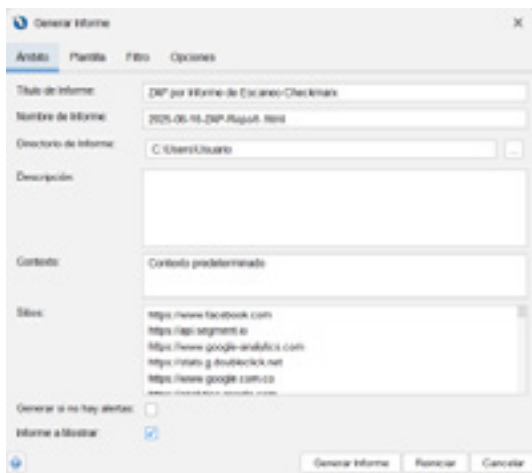 Generar Informe
Ámbito Plantilla Filtro Opciones
Título de Informe: ZAP por Informe de Escaneo Checkmarx
Nombre de Informe: 2025-06-16-ZAP-Report-.html
Directorio de Informe: C:\Users\Usuario ...
Descripción:
Contexto: Contexto predeterminado
Sitios: https://www.facebook.com
https://api.segment.io
https://www.google-analytics.com
https://stats.g.doubleclick.net
https://www.google.com.co
Generar si no hay alertas:
Informe a Mostrar:
Generar Informe Reiniciar Cancelar